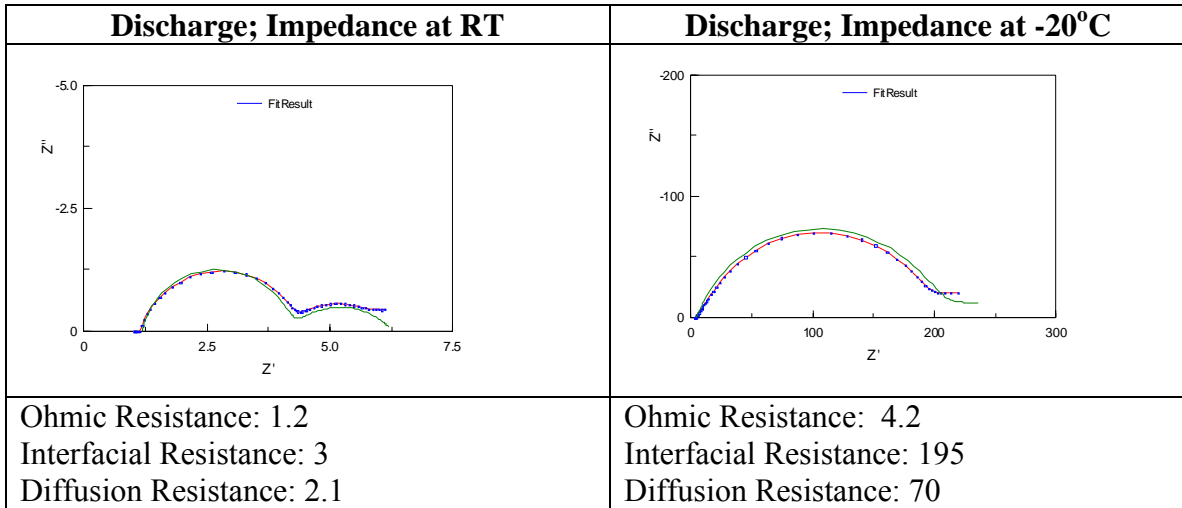 Discharge; Impedance at RT
Discharge; Impedance at -20°C
-5.0
-2.5
0
0
2.5
5.0
7.5
Z'
Z''
FitResult
-200
-100
0
0
100
200
300
Z'
Z''
FitResult
Ohmic Resistance: 1.2
Interfacial Resistance: 3
Diffusion Resistance: 2.1
Ohmic Resistance: 4.2
Interfacial Resistance: 195
Diffusion Resistance: 70